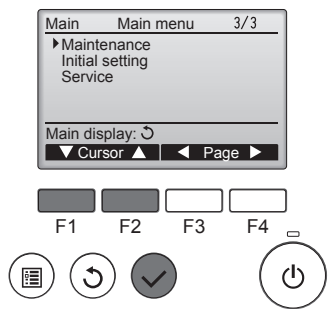 Main Main menu 3/3
Maintenance
Initial setting
Service
Main display:
Cursor Page
F1 F2 F3 F4